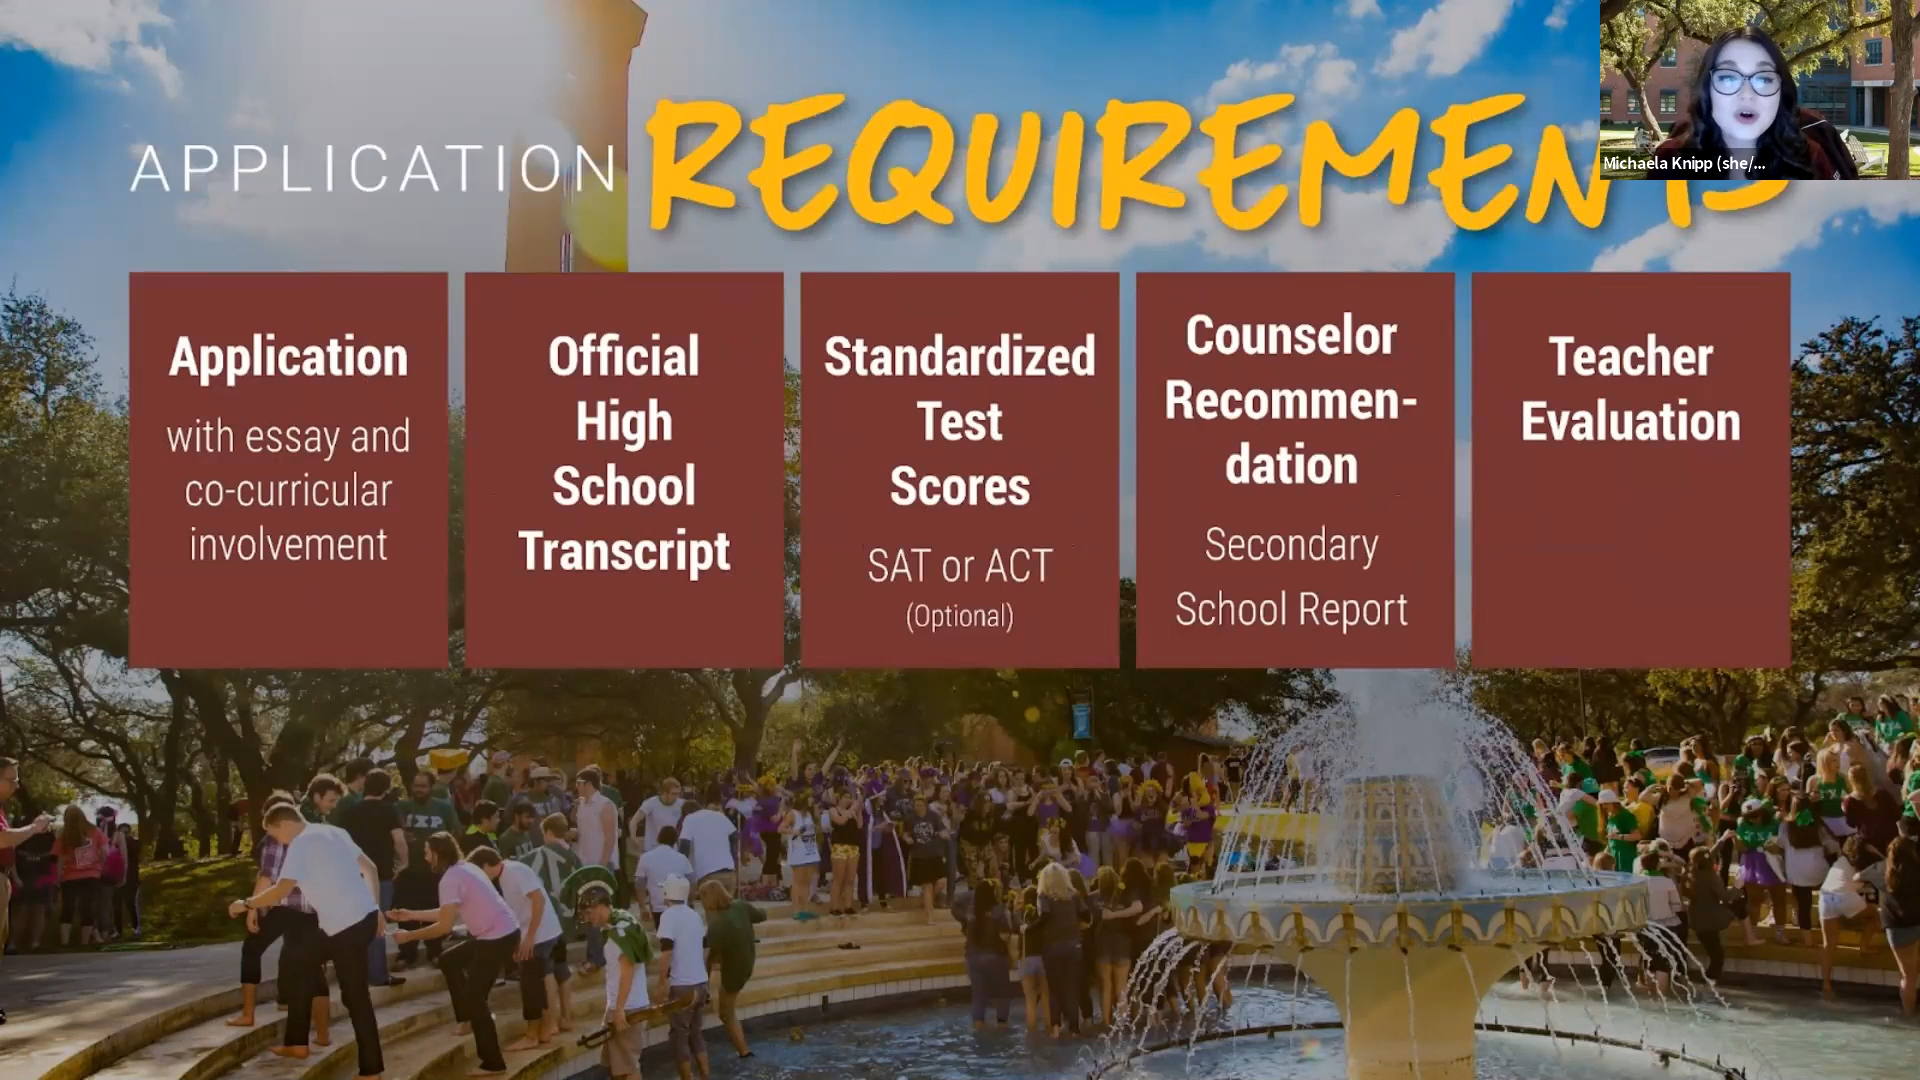 APPLICATION REQUIREMENTS
Michaela Knipp (she/...
Application
with essay and
co-curricular
involvement
Official
High
School
Transcript
Standardized
Test
Scores
SAT or ACT
(Optional)
Counselor
Recommen-
dation
Secondary
School Report
Teacher
Evaluation